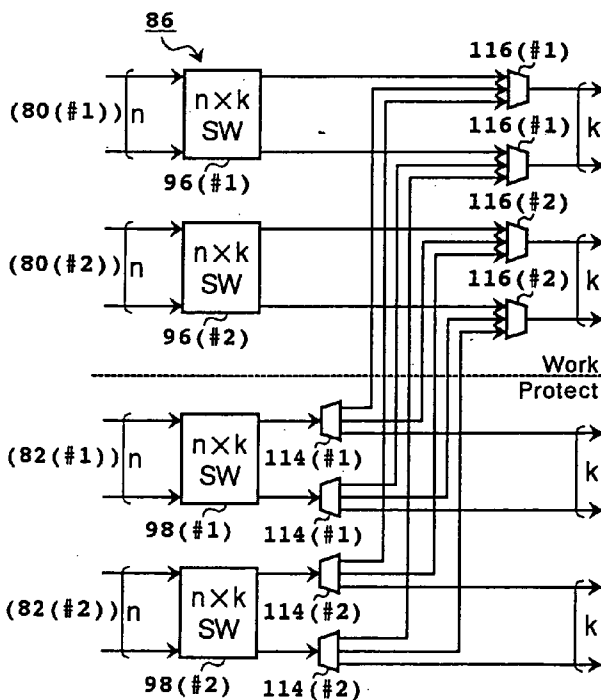 86
116(#1)
(80(#1)) n
n×k
SW
k
96(#1)
116(#1)
116(#2)
(80(#2)) n
n×k
SW
k
96(#2)
116(#2)
Work
Protect
(82(#1)) n
n×k
SW
114(#1)
k
98(#1)
114(#1)
(82(#2)) n
n×k
SW
114(#2)
k
98(#2)
114(#2)